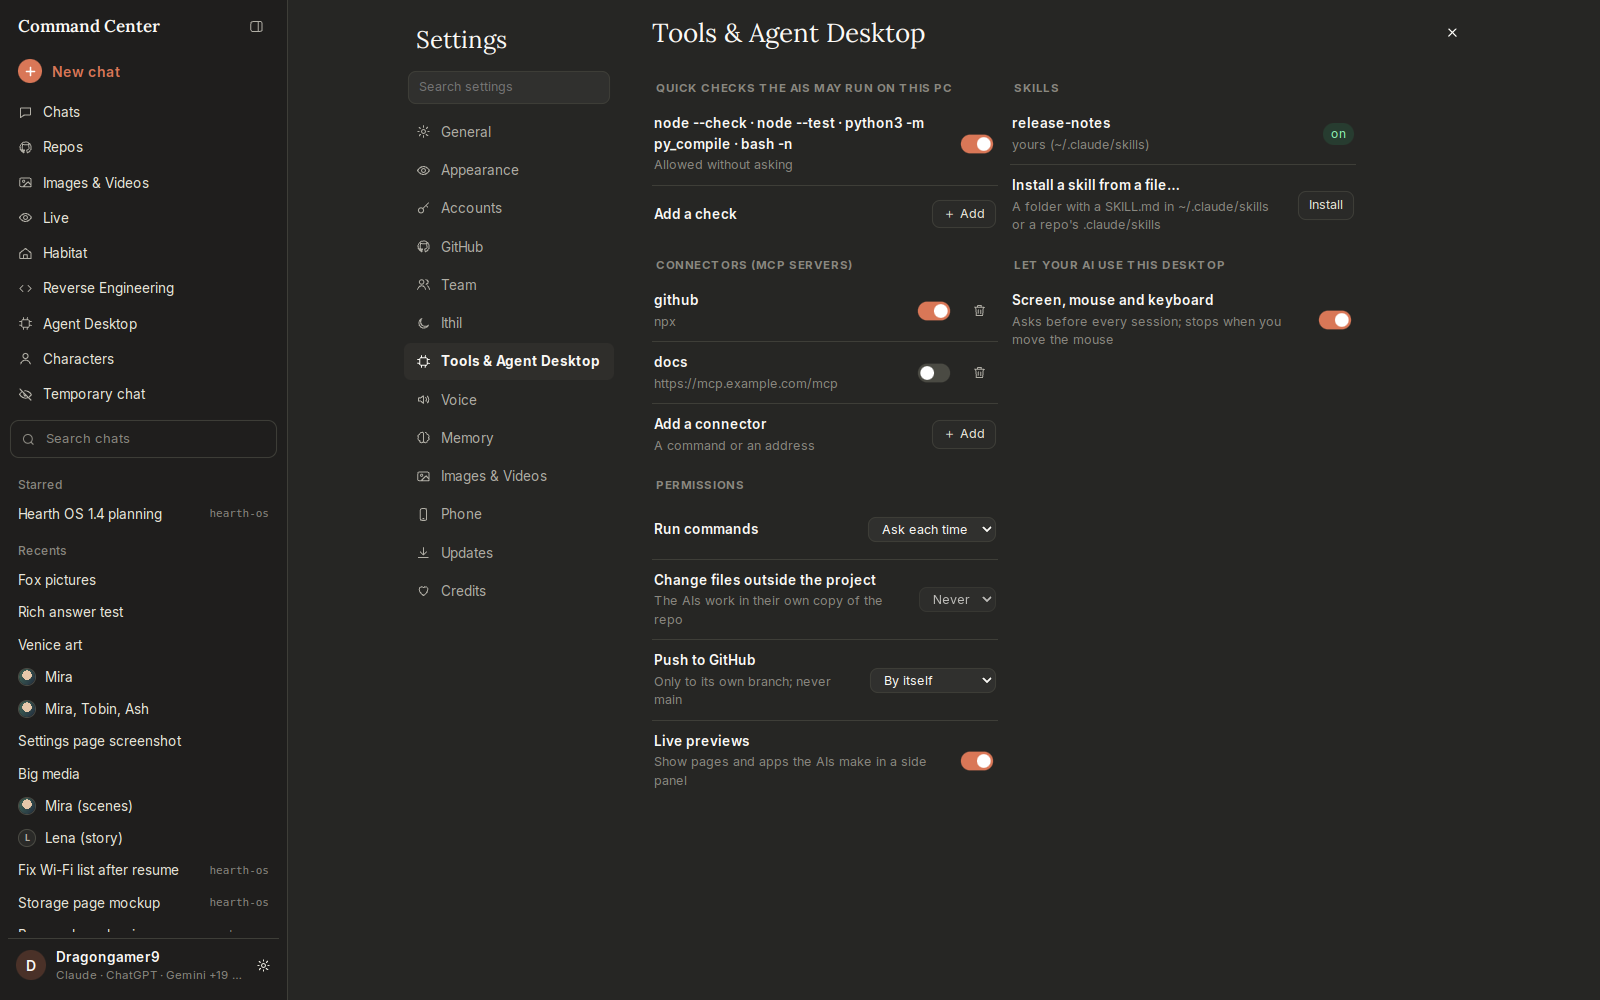 Command Center
New chat
Chats
Repos
Images & Videos
Live
Habitat
Reverse Engineering
Agent Desktop
Characters
Temporary chat
Search chats
Starred
Hearth OS 1.4 planning hearth-os
Recents
Fox pictures
Rich answer test
Venice art
Mira
Mira, Tobin, Ash
Settings page screenshot
Big media
Mira (scenes)
L Lena (story)
Fix Wi-Fi list after resume hearth-os
Storage page mockup hearth-os
D Dragongamer9
Claude · ChatGPT · Gemini +19 ...
Settings
Search settings
General
Appearance
Accounts
GitHub
Team
Ithil
Tools & Agent Desktop
Voice
Memory
Images & Videos
Phone
Updates
Credits
Tools & Agent Desktop
QUICK CHECKS THE AIS MAY RUN ON THIS PC
node --check · node --test · python3 -m
py_compile · bash -n
Allowed without asking
Add a check + Add
CONNECTORS (MCP SERVERS)
github
npx
docs
https://mcp.example.com/mcp
Add a connector + Add
A command or an address
PERMISSIONS
Run commands Ask each time
Change files outside the project
The AIs work in their own copy of the Never
repo
Push to GitHub
Only to its own branch; never By itself
main
Live previews
Show pages and apps the AIs make in a side
panel
SKILLS
release-notes on
yours (~/.claude/skills)
Install a skill from a file...
A folder with a SKILL.md in ~/.claude/skills Install
or a repo's .claude/skills
LET YOUR AI USE THIS DESKTOP
Screen, mouse and keyboard
Asks before every session; stops when you
move the mouse